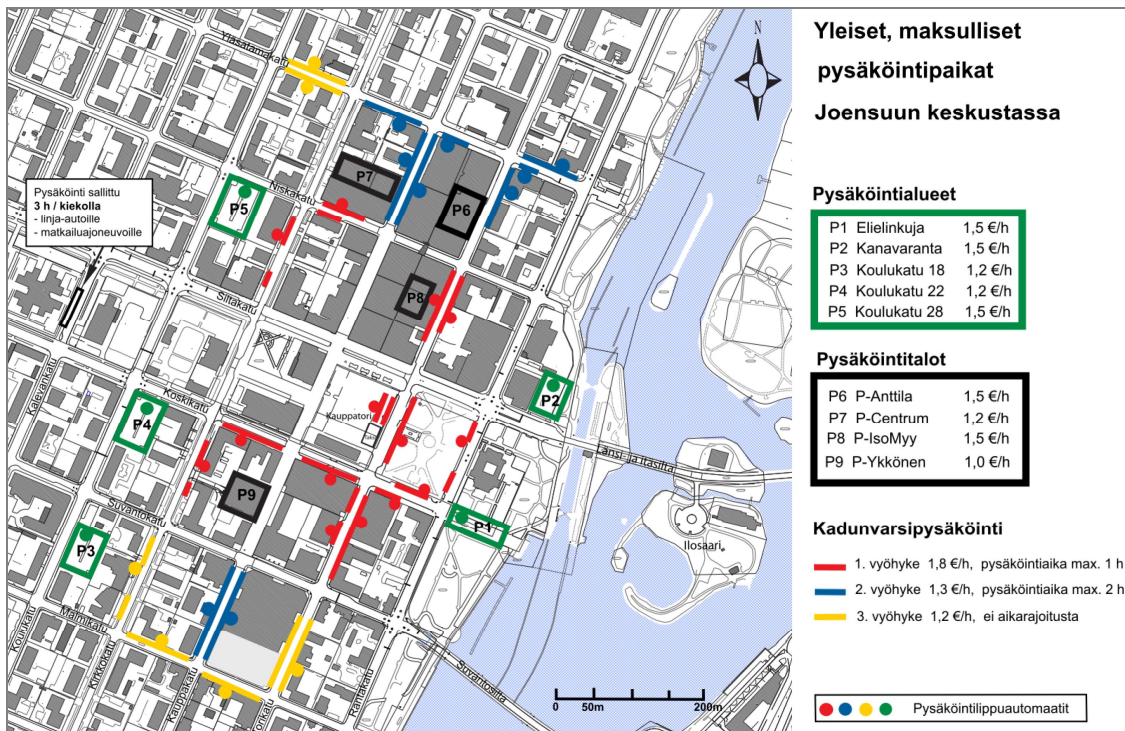 Yleiset, maksulliset
pysäköintipaikat
Joensuun keskustassa
N
Yläsatamakatu
Pysäköinti sallittu
3 h / kiekolla
- linja-autoille
- matkailuajoneuvoille
Niskakatu
P7
P6
P5
P8
Siltakatu
Kalevankatu
Koskikatu
Kauppatori
P2
P4
Länsi- ja Itäsilta
P9
P1
Suvantokatu
Ilosaari
P3
Malmikatu
Koulukatu
Kirkkokatu
Kauppakatu
Rantakatu
Suvantosilta
0 50m 200m
Pysäköintialueet
P1 Elielinkuja 1,5 €/h
P2 Kanavaranta 1,5 €/h
P3 Koulukatu 18 1,2 €/h
P4 Koulukatu 22 1,2 €/h
P5 Koulukatu 28 1,5 €/h
Pysäköintitalot
P6 P-Anttila 1,5 €/h
P7 P-Centrum 1,2 €/h
P8 P-IsoMyy 1,5 €/h
P9 P-Ykkönen 1,0 €/h
Kadunvarsipysäköinti
1. vyöhyke 1,8 €/h, pysäköintiaika max. 1 h
2. vyöhyke 1,3 €/h, pysäköintiaika max. 2 h
3. vyöhyke 1,2 €/h, ei aikarajoitusta
Pysäköintilippuautomaatit